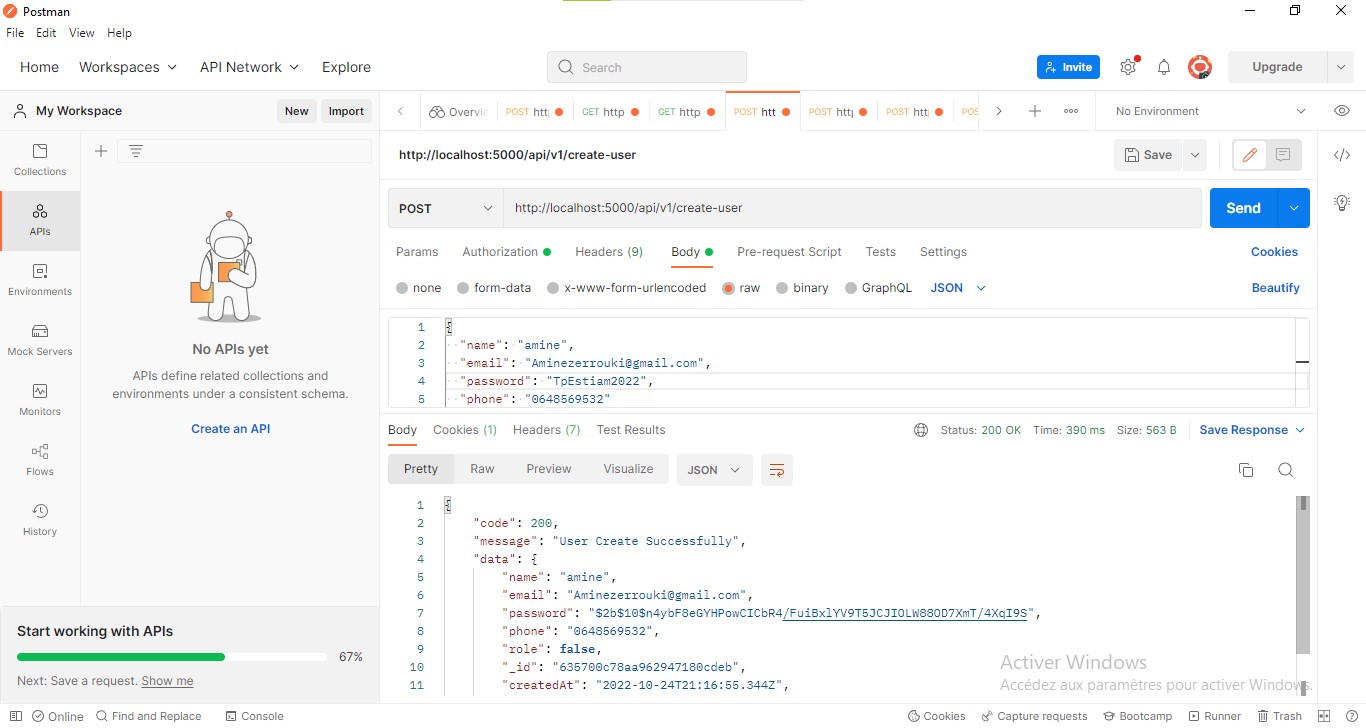 Postman
File Edit View Help
Home Workspaces API Network Explore Search Invite Upgrade
My Workspace New Import Overvie POST htt GET http GET http POST htt POST htt POST htt POS No Environment
Collections
APIs
Environments
Mock Servers
Monitors
Flows
History
No APIs yet
APIs define related collections and
environments under a consistent schema.
Create an API
Start working with APIs
67%
Next: Save a request. Show me
http://localhost:5000/api/v1/create-user Save
POST http://localhost:5000/api/v1/create-user Send
Params Authorization Headers (9) Body Pre-request Script Tests Settings Cookies
none form-data x-www-form-urlencoded raw binary GraphQL JSON Beautify
1 {
2 "name": "amine",
3 "email": "Aminezerrouki@gmail.com",
4 "password": "TpEstiam2022",
5 "phone": "0648569532"
Body Cookies (1) Headers (7) Test Results Status: 200 OK Time: 390 ms Size: 563 B Save Response
Pretty Raw Preview Visualize JSON
1 {
2 "code": 200,
3 "message": "User Create Successfully",
4 "data": {
5 "name": "amine",
6 "email": "Aminezerrouki@gmail.com",
7 "password": "$2b$10$n4ybF8eGYHPowCICbR4/FuiBxlYV9T5JCJIOLW88OD7XmT/4XqI9S",
8 "phone": "0648569532",
9 "role": false,
10 "_id": "635700c78aa962947180cdeb",
11 "createdAt": "2022-10-24T21:16:55.344Z",
Activer Windows
Accédez aux paramètres pour activer Windows.
Online Find and Replace Console Cookies Capture requests Bootcamp Runner Trash